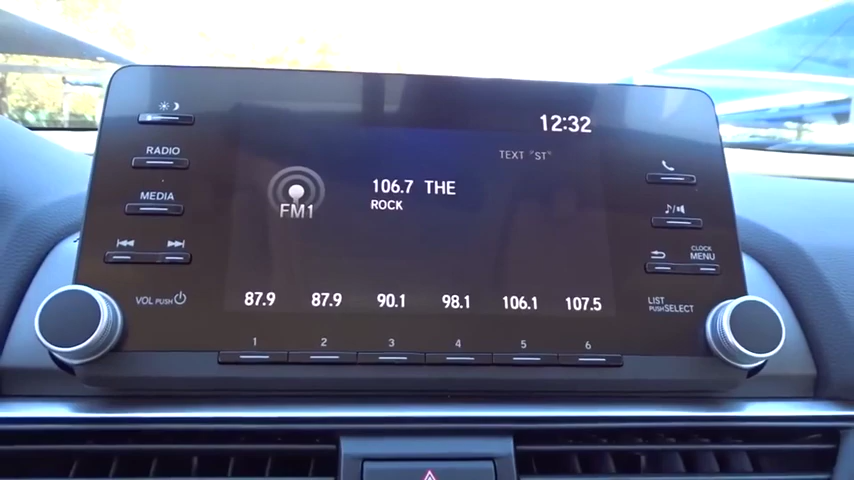 12:32
RADIO
TEXT "ST"
106.7 THE
MEDIA
FM1
ROCK
CLOCK
MENU
VOL PUSH
87.9 87.9 90.1 98.1 106.1 107.5
LIST
PUSH SELECT
1 2 3 4 5 6